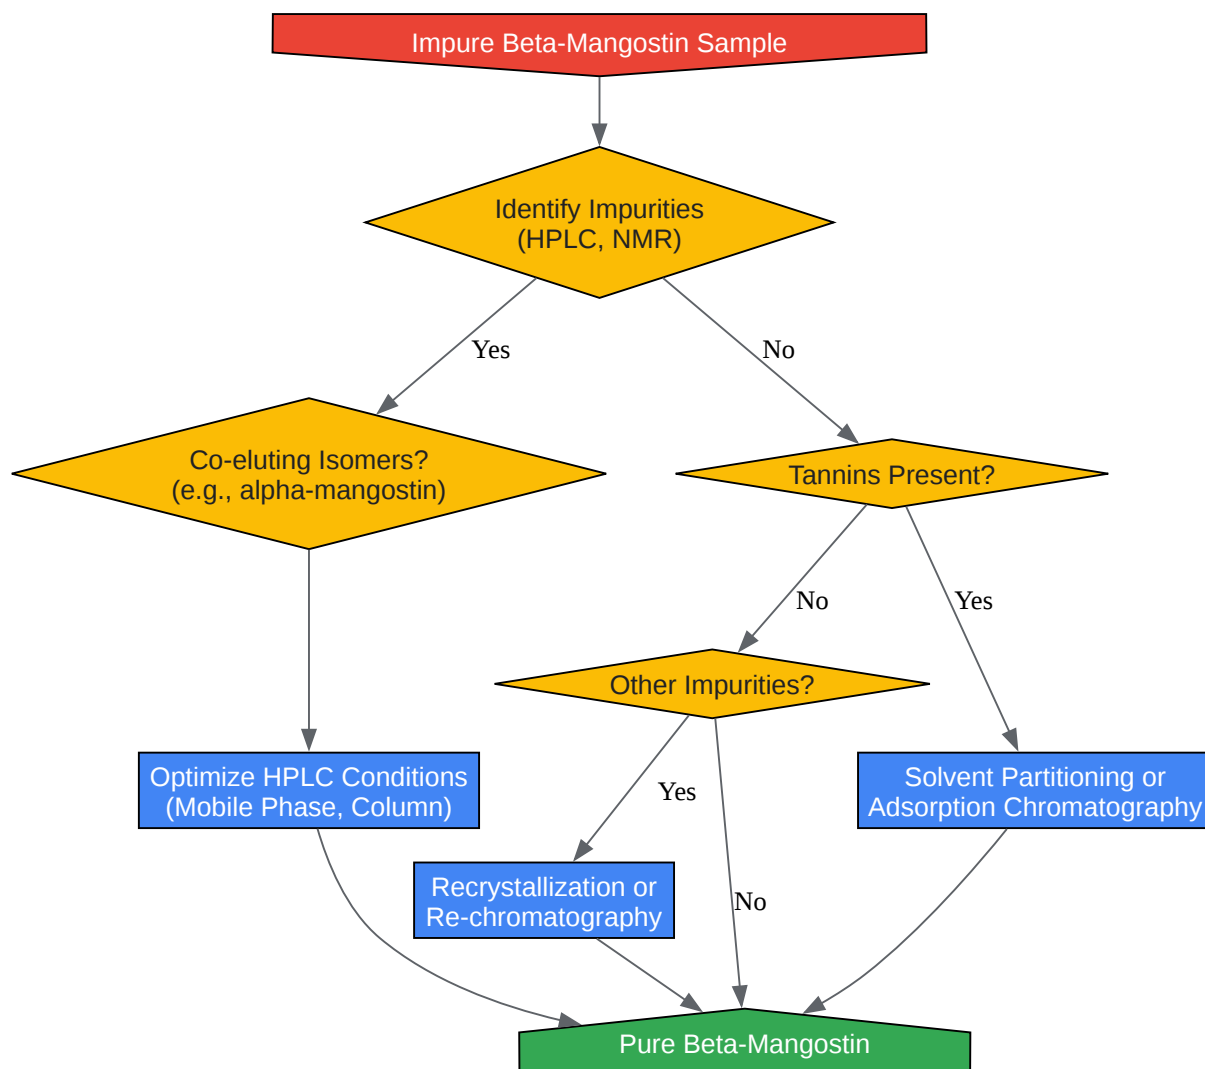 Impure Beta-Mangostin Sample
Identify Impurities
(HPLC, NMR)
Yes
No
Co-eluting Isomers?
(e.g., alpha-mangostin)
Tannins Present?
No
Yes
Other Impurities?
Optimize HPLC Conditions
(Mobile Phase, Column)
Solvent Partitioning or
Adsorption Chromatography
Yes
No
Recrystallization or
Re-chromatography
Pure Beta-Mangostin